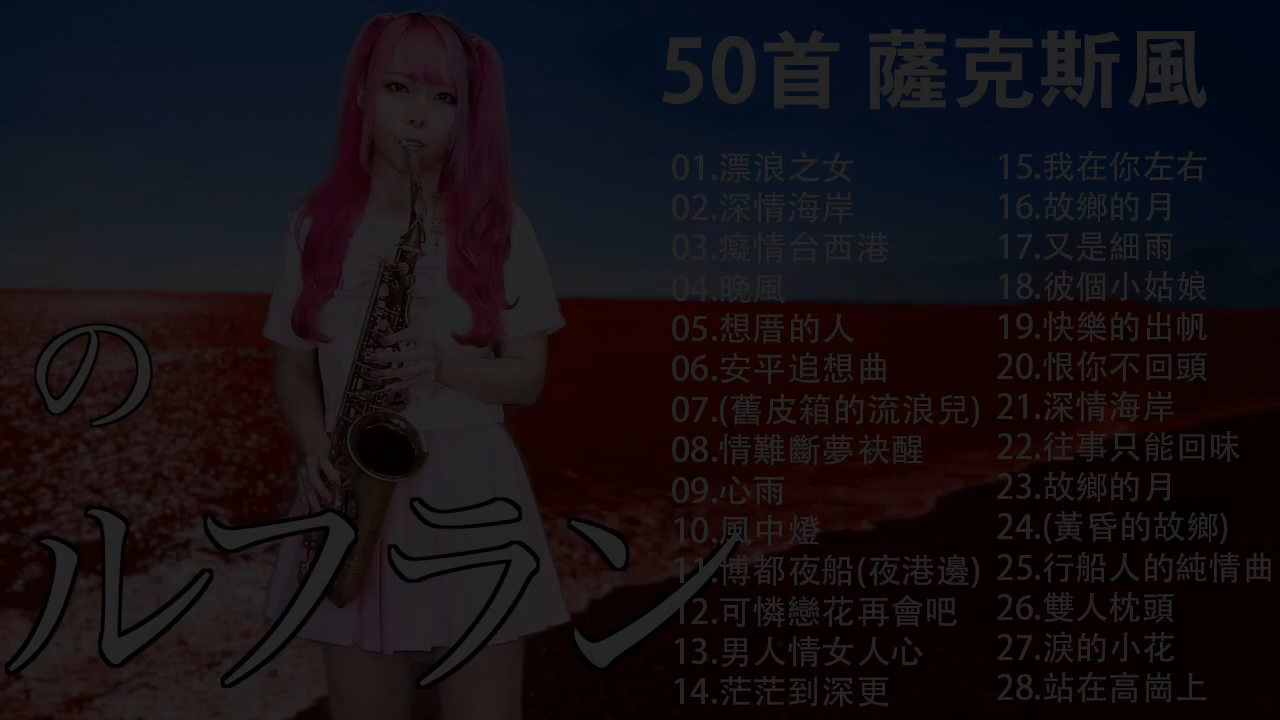 50首 薩克斯風
01.漂浪之女
02.深情海岸
03.癡情台西港
04.晚風
05.想厝的人
06.安平追想曲
07.(舊皮箱的流浪兒)
08.情難斷夢袂醒
09.心雨
10.風中燈
11.博都夜船(夜港邊)
12.可憐戀花再會吧
13.男人情女人心
14.茫茫到深更
15.我在你左右
16.故鄉的月
17.又是細雨
18.彼個小姑娘
19.快樂的出帆
20.恨你不回頭
21.深情海岸
22.往事只能回味
23.故鄉的月
24.(黃昏的故鄉)
25.行船人的純情曲
26.雙人枕頭
27.淚的小花
28.站在高崗上
の
ルフラン